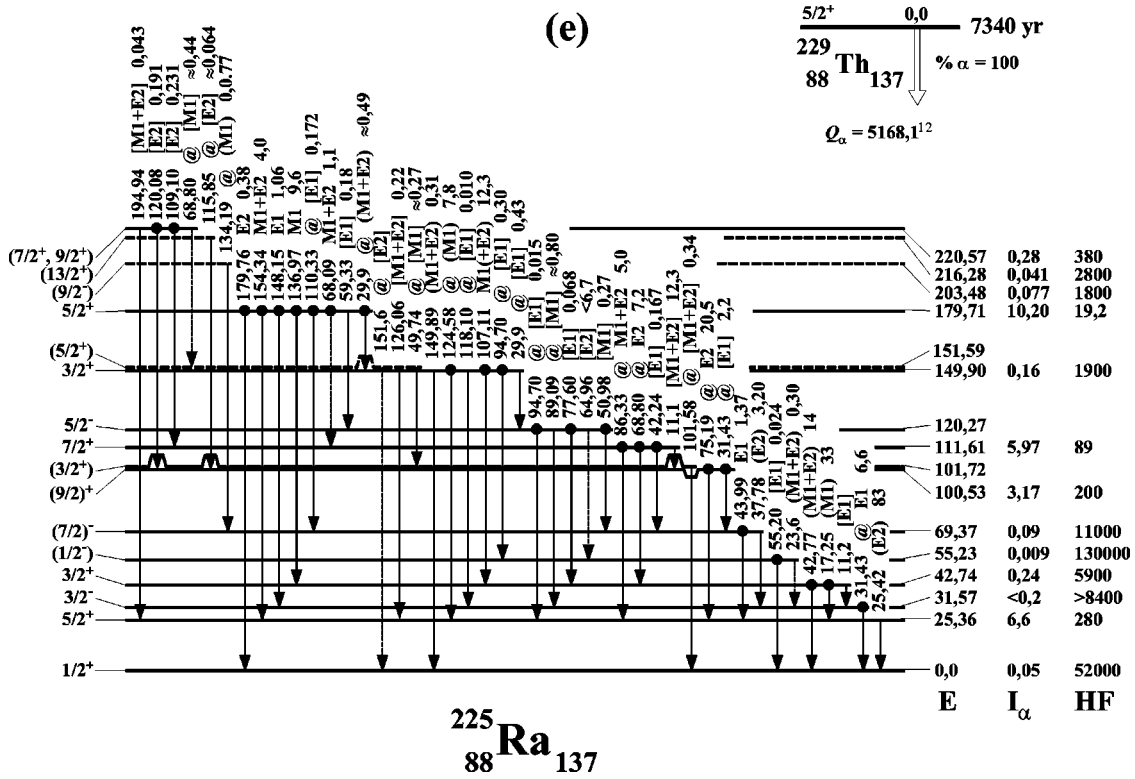 (e)
5/2+ 0,0 7340 yr
229 88 Th 137
% α = 100
Qα = 5168,1 12
194,94 [M1+E2] 0,043
120,08 [E2] 0,191
109,10 [E2] 0,231
68,80 @ [M1] ≈0,44
115,85 @ [E2] ≈0,064
134,19 @ (M1) 0,0.77
179,76 E2 0,38
154,34 M1+E2 4,0
148,15 E1 1,06
136,97 M1 9,6
110,33 @ [E1] 0,172
68,09 M1+E2 1,1
59,33 [E1] 0,18
29,9 @ (M1+E2) ≈0,49
151,6 @ [E2]
126,06 [M1+E2] 0,22
49,74 @ [M1] ≈0,27
149,89 (M1+E2) 0,31
124,58 @ (M1) 7,8
118,10 @ [E1] 0,010
107,11 M1(+E2) 12,3
94,70 @ [E1] 0,30
29,9 @ [E1] 0,43
94,70 @ [E1] 0,015
89,09 @ [M1] ≈0,80
77,60 [E1] 0,068
64,96 [E2] <6,7
50,98 [M1] 0,27
86,33 @ M1+E2 5,0
68,80 @ E2 7,2
42,24 [E1] 0,167
11,1 [M1+E2] 12,3
101,58 [M1+E2] 0,34
75,19 @ E2 20,5
31,43 @ [E1] 2,2
43,99 E1 1,37
37,78 (E2) 3,20
55,20 [E1] 0,024
23,6 (M1+E2) 0,30
42,77 (M1+E2) 14
17,25 (M1) 33
11,2 [E1]
31,43 @ E1 6,6
25,42 (E2) 83
(7/2+, 9/2+) 220,57 0,28 380
(13/2+) 216,28 0,041 2800
(9/2-) 203,48 0,077 1800
5/2+ 179,71 10,20 19,2
(5/2+) 151,59
3/2+ 149,90 0,16 1900
5/2- 120,27
7/2+ 111,61 5,97 89
(3/2+) 101,72
(9/2)+ 100,53 3,17 200
(7/2)- 69,37 0,09 11000
(1/2-) 55,23 0,009 130000
3/2+ 42,74 0,24 5900
3/2- 31,57 <0,2 >8400
5/2+ 25,36 6,6 280
1/2+ 0,0 0,05 52000
E Iα HF
225 88 Ra 137